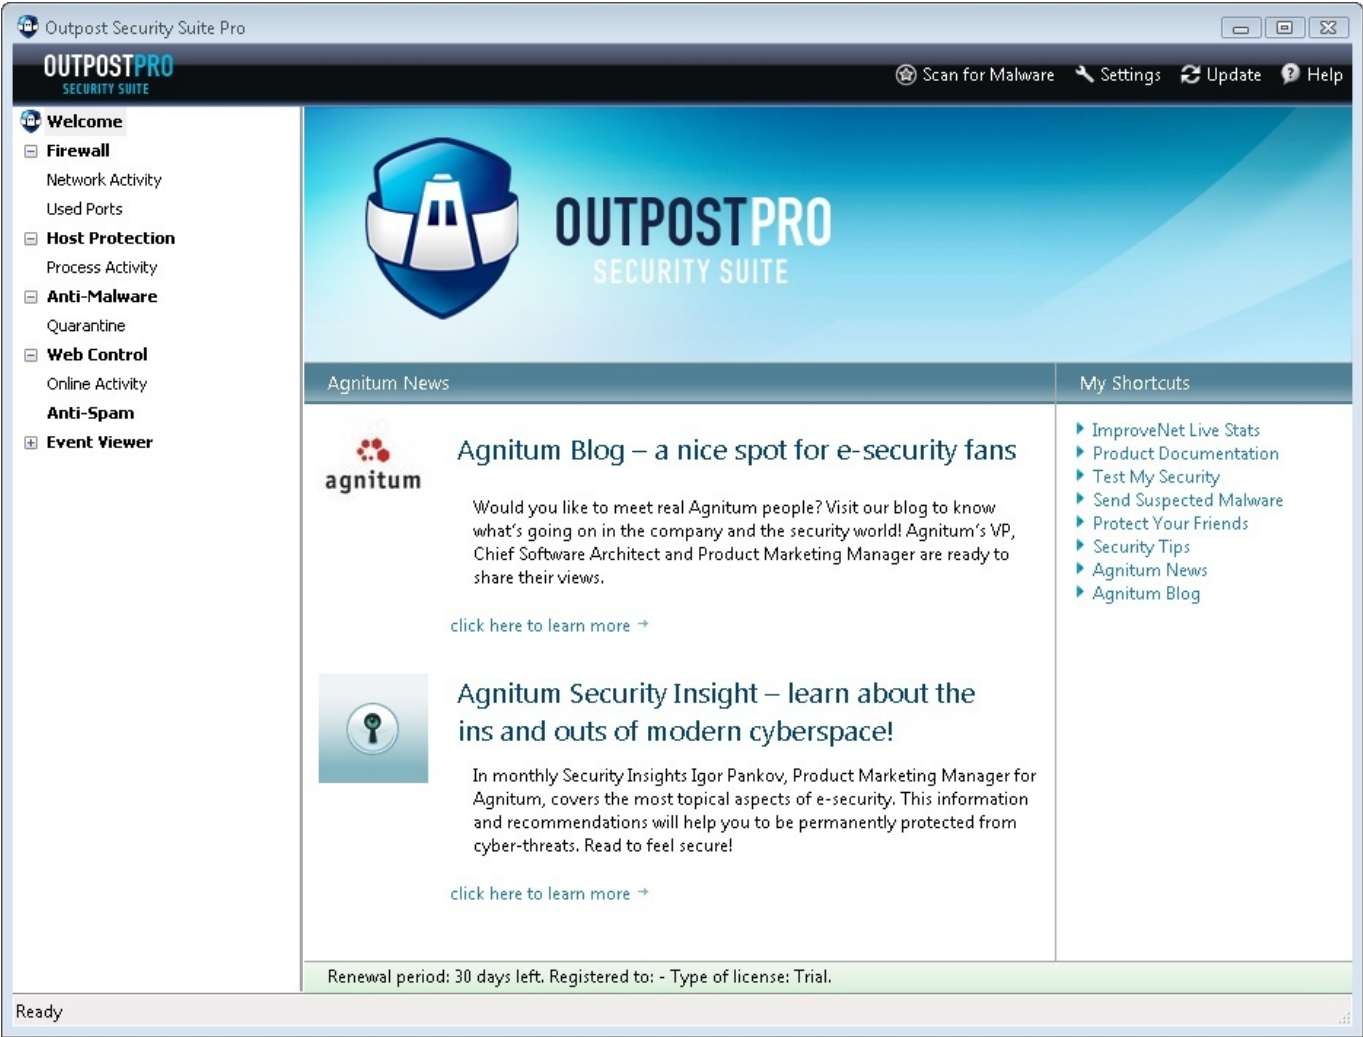 Outpost Security Suite Pro
OUTPOSTPRO
SECURITY SUITE
Scan for Malware Settings Update Help
Welcome
Firewall
Network Activity
Used Ports
Host Protection
Process Activity
Anti-Malware
Quarantine
Web Control
Online Activity
Anti-Spam
Event Viewer
OUTPOSTPRO
SECURITY SUITE
Agnitum News
agnitum
Agnitum Blog – a nice spot for e-security fans
Would you like to meet real Agnitum people? Visit our blog to know
what's going on in the company and the security world! Agnitum's VP,
Chief Software Architect and Product Marketing Manager are ready to
share their views.
click here to learn more →
Agnitum Security Insight – learn about the
ins and outs of modern cyberspace!
In monthly Security Insights Igor Pankov, Product Marketing Manager for
Agnitum, covers the most topical aspects of e-security. This information
and recommendations will help you to be permanently protected from
cyber-threats. Read to feel secure!
click here to learn more →
My Shortcuts
ImproveNet Live Stats
Product Documentation
Test My Security
Send Suspected Malware
Protect Your Friends
Security Tips
Agnitum News
Agnitum Blog
Renewal period: 30 days left. Registered to: - Type of license: Trial.
Ready